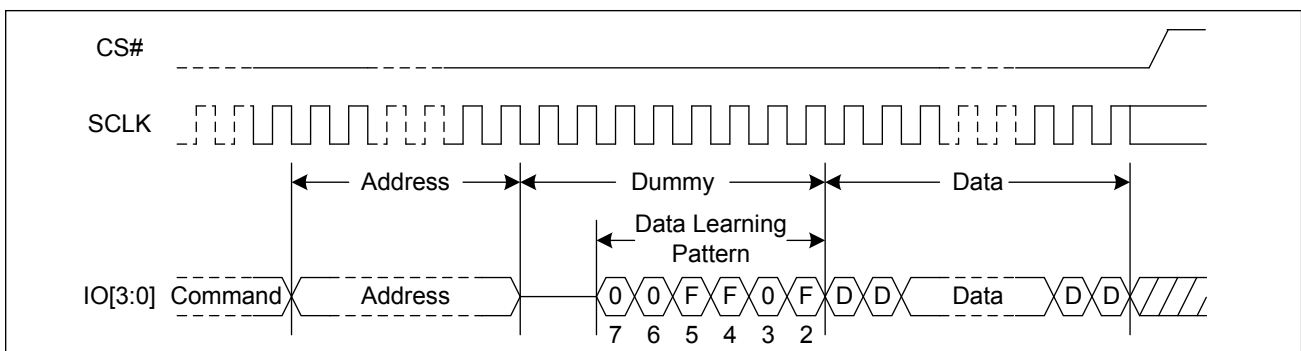 CS#
SCLK
Address Dummy Data
Data Learning
Pattern
IO[3:0] Command Address 0 0 F F 0 F D D Data D D
7 6 5 4 3 2